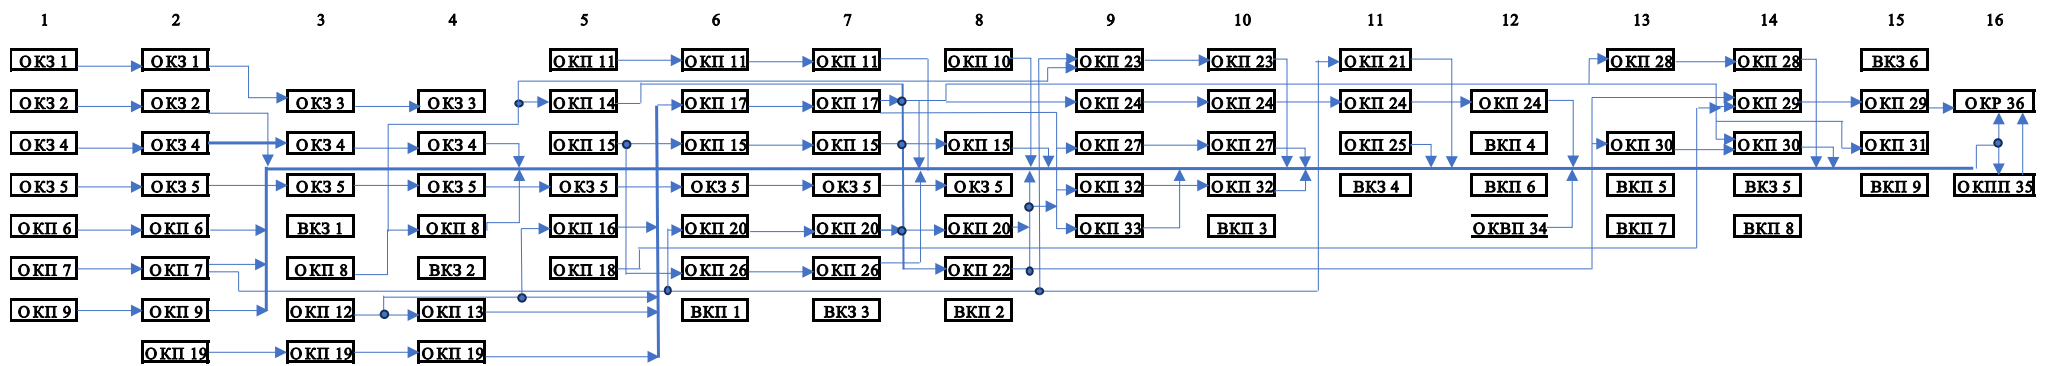 1 2 3 4 5 6 7 8 9 10 11 12 13 14 15 16
ОКЗ 1 ОКЗ 1 ОКП 11 ОКП 11 ОКП 11 ОКП 10 ОКП 23 ОКП 23 ОКП 21 ОКП 28 ОКП 28 ВКЗ 6
ОКЗ 2 ОКЗ 2 ОКЗ 3 ОКЗ 3 ОКП 14 ОКП 17 ОКП 17 ОКП 24 ОКП 24 ОКП 24 ОКП 24 ОКП 29 ОКП 29 ОКР 36
ОКЗ 4 ОКЗ 4 ОКЗ 4 ОКЗ 4 ОКП 15 ОКП 15 ОКП 15 ОКП 15 ОКП 27 ОКП 27 ОКП 25 ВКП 4 ОКП 30 ОКП 30 ОКП 31
ОКЗ 5 ОКЗ 5 ОКЗ 5 ОКЗ 5 ОКЗ 5 ОКЗ 5 ОКЗ 5 ОКЗ 5 ОКП 32 ОКП 32 ВКЗ 4 ВКП 6 ВКП 5 ВКЗ 5 ВКП 9 ОКПП 35
ОКП 6 ОКП 6 ВКЗ 1 ОКП 8 ОКП 16 ОКП 20 ОКП 20 ОКП 20 ОКП 33 ВКП 3 ОКВП 34 ВКП 7 ВКП 8
ОКП 7 ОКП 7 ОКП 8 ВКЗ 2 ОКП 18 ОКП 26 ОКП 26 ОКП 22
ОКП 9 ОКП 9 ОКП 12 ОКП 13 ВКП 1 ВКЗ 3 ВКП 2
ОКП 19 ОКП 19 ОКП 19